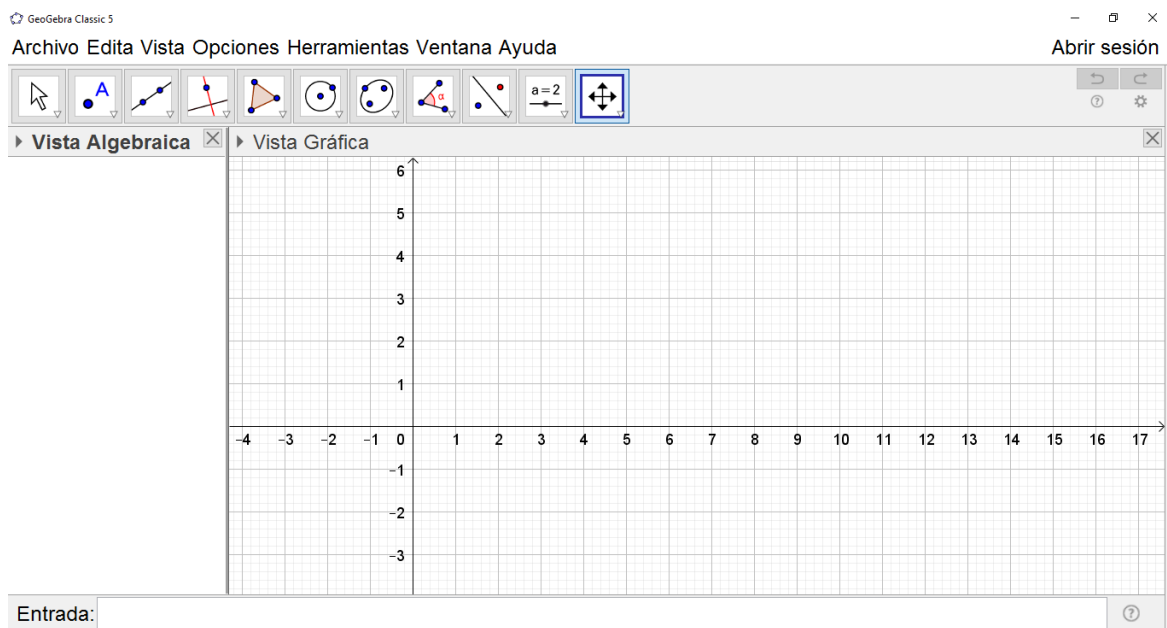 GeoGebra Classic 5
Archivo Edita Vista Opciones Herramientas Ventana Ayuda Abrir sesión
A α a = 2
Vista Algebraica Vista Gráfica
6
5
4
3
2
1
−4 −3 −2 −1 0 1 2 3 4 5 6 7 8 9 10 11 12 13 14 15 16 17
−1
−2
−3
Entrada: